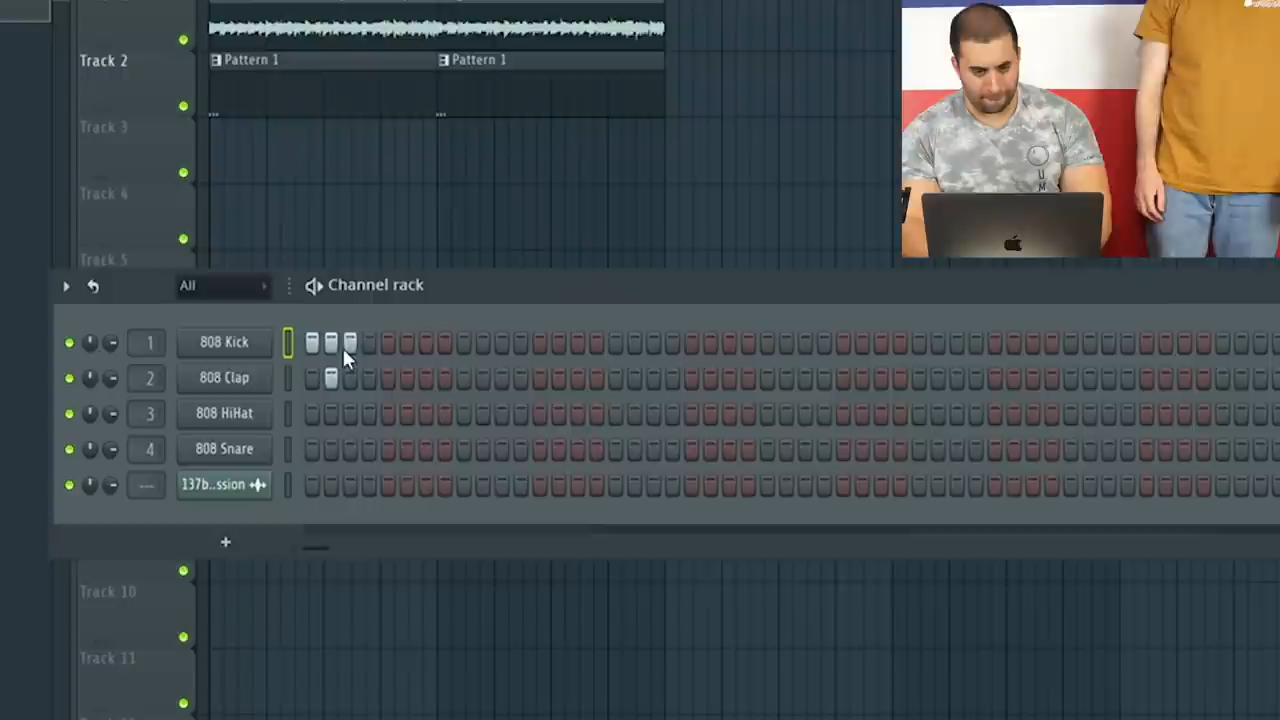 Track 2
Pattern 1
Pattern 1
Track 3
Track 4
Track 5
All
Channel rack
1
808 Kick
2
808 Clap
3
808 HiHat
4
808 Snare
---
137b..ssion
+
Track 10
Track 11
U
M